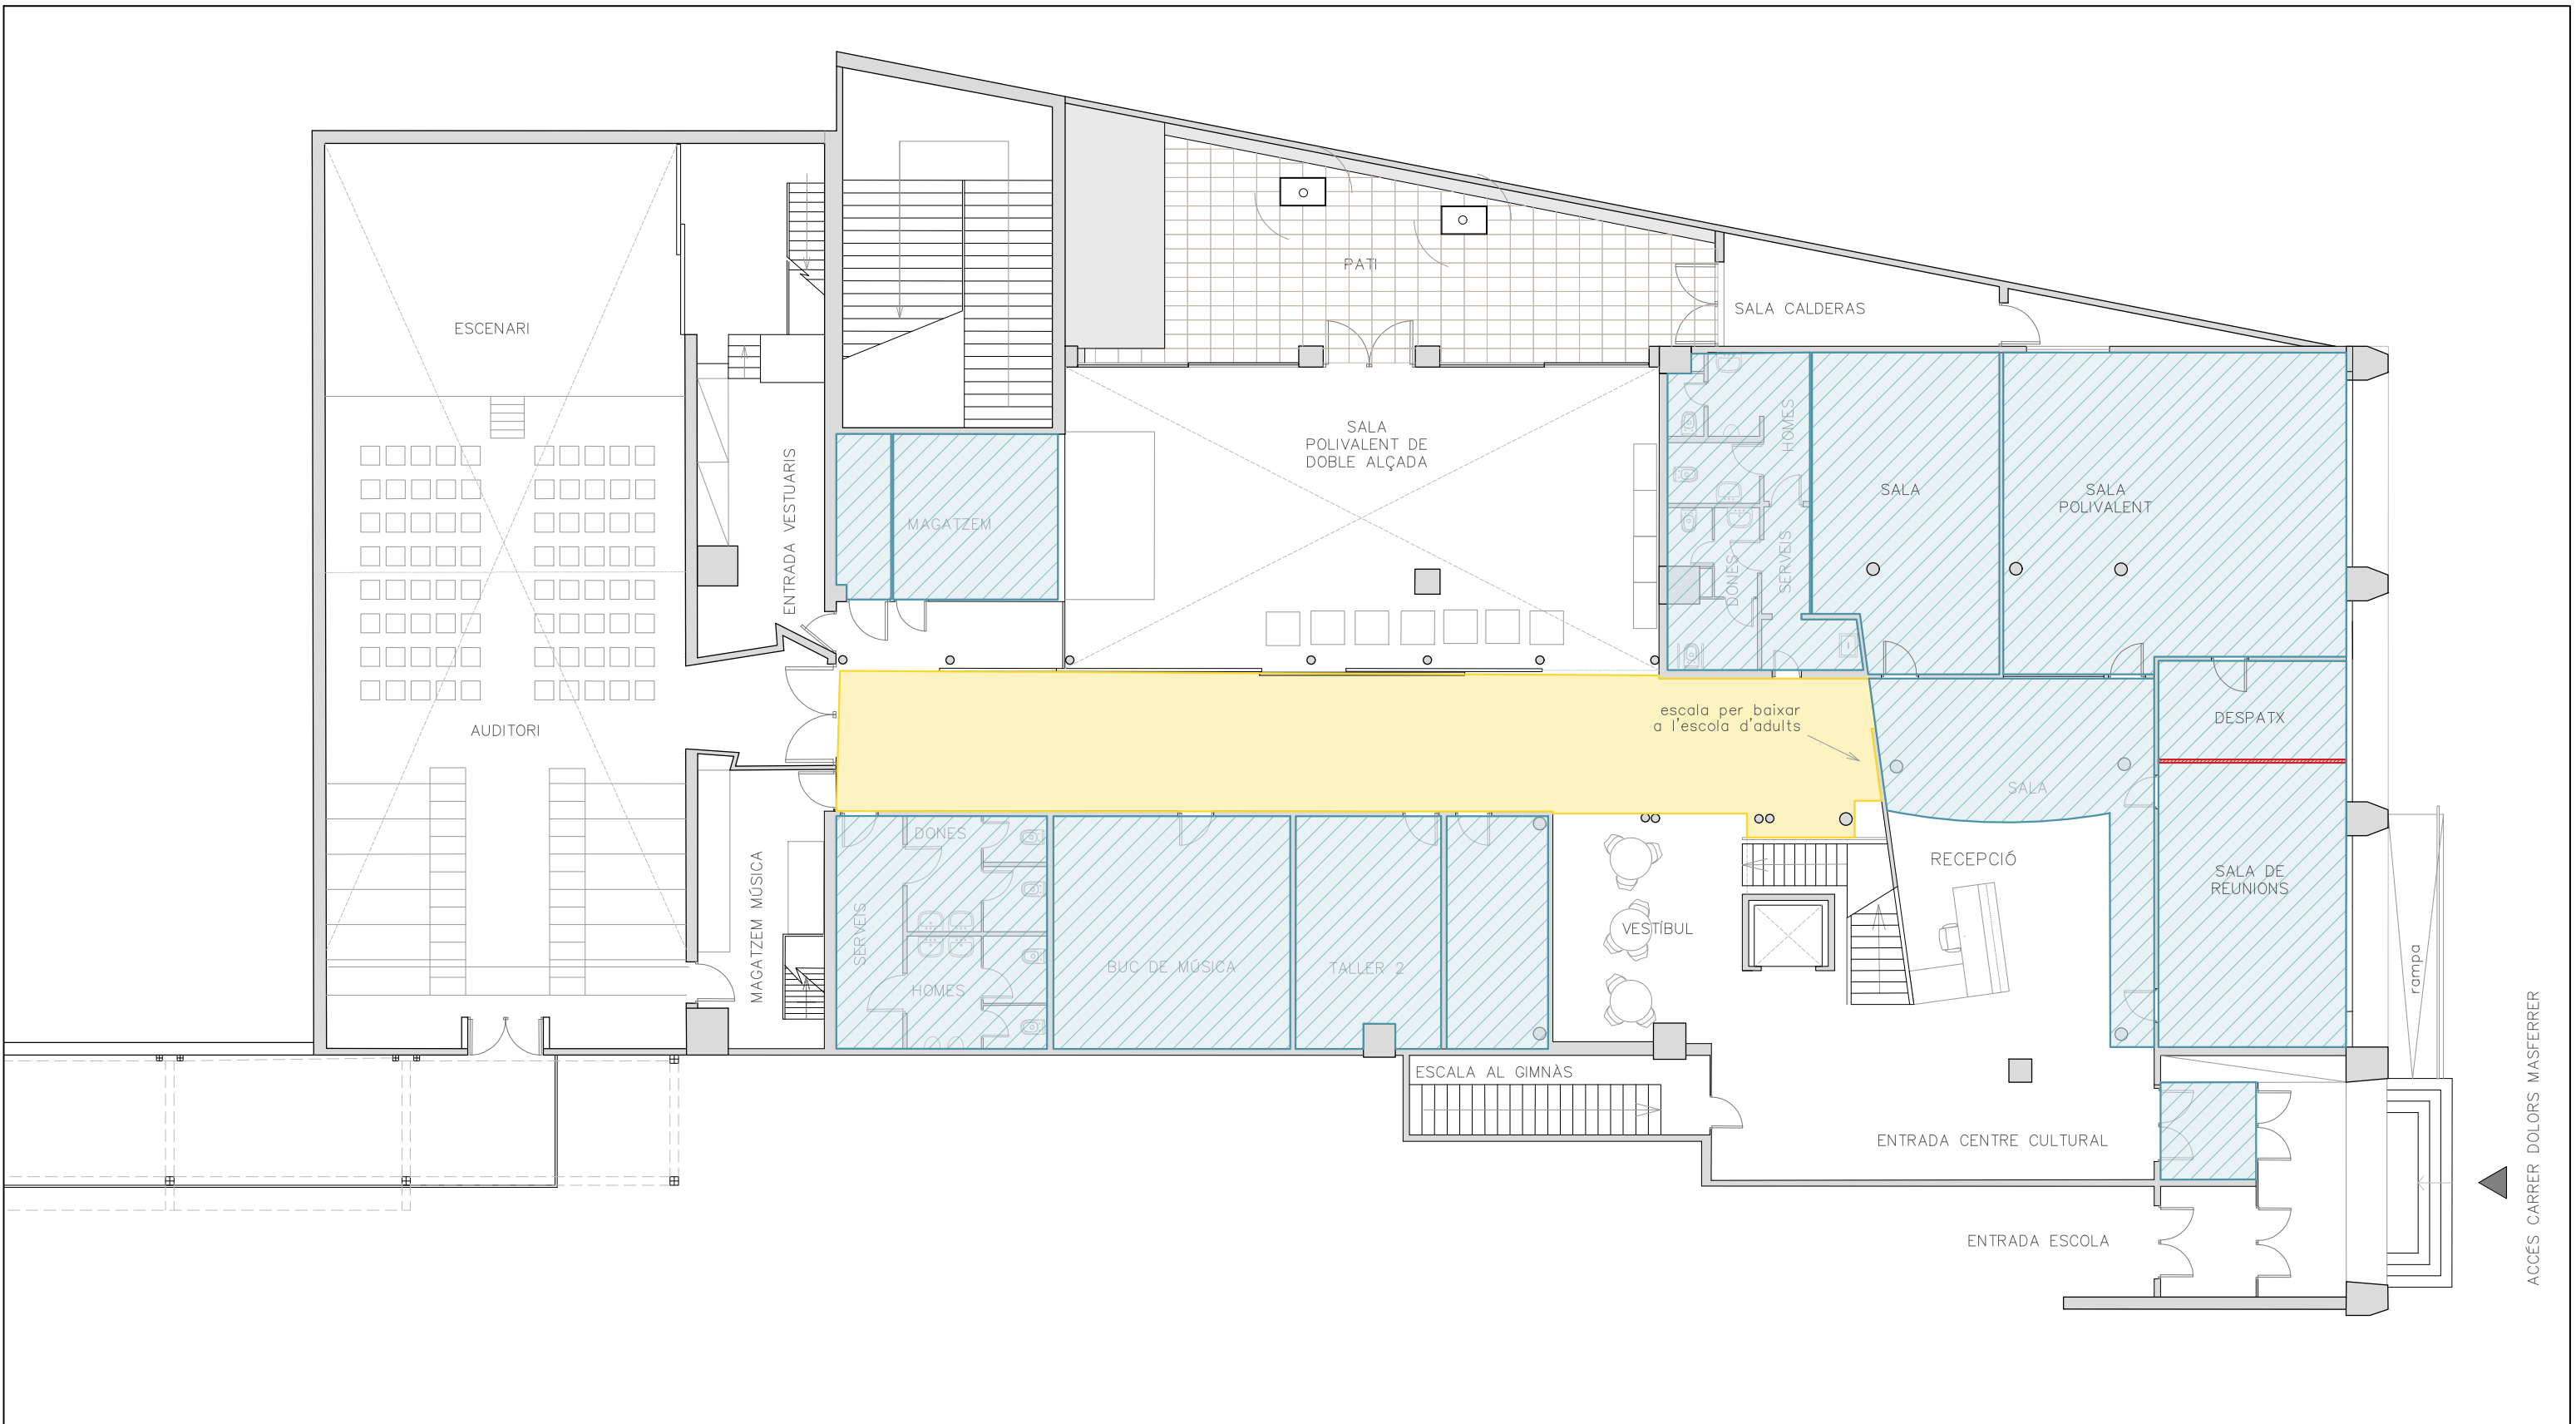 PATI
SALA CALDERAS
ESCENARI
SALA
POLIVALENT DE
DOBLE ALÇADA
HOMES
ENTRADA VESTUARIS
MAGATZEM
SALA
SALA
POLIVALENT
DONES
SERVEIS
escala per baixar
a l'escola d'adults
DESPATX
AUDITORI
SALA
DONES
MAGATZEM MÚSICA
SERVEIS
HOMES
BUC DE MÚSICA
TALLER 2
VESTÍBUL
RECEPCIÓ
SALA DE
REUNIONS
rampa
ESCALA AL GIMNÀS
ENTRADA CENTRE CULTURAL
ENTRADA ESCOLA
ACCÉS CARRER DOLORS MASFERRER